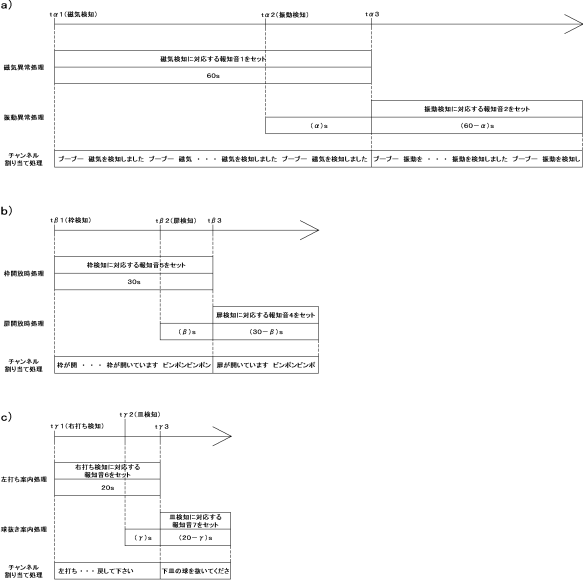 a)
tα1(磁気検知)
tα2(振動検知)
tα3
磁気異常処理
磁気検知に対応する報知音1をセット
60s
振動異常処理
振動検知に対応する報知音2をセット
(α)s
(60−α)s
チャンネル
割り当て処理
ブーブー 磁気を検知しました ブーブー 磁気 ・・・ 磁気を検知しました ブーブー 磁気を検知しました
ブーブー 振動を ・・・ 振動を検知しました ブーブー 振動を検知し
b)
tβ1(枠検知)
tβ2(扉検知)
tβ3
枠開放時処理
枠検知に対応する報知音5をセット
30s
扉開放時処理
扉検知に対応する報知音4をセット
(β)s
(30−β)s
チャンネル
割り当て処理
枠が開 ・・・ 枠が開いています ピンポンピンポン
扉が開いています ピンポンピンポ
c)
tγ2(皿検知)
tγ1(右打ち検知)
tγ3
左打ち案内処理
右打ち検知に対応する
報知音6をセット
20s
球抜き案内処理
皿検知に対応する
報知音7をセット
(γ)s
(20−γ)s
チャンネル
割り当て処理
左打ち・・・戻して下さい
下皿の球を抜いてくださ